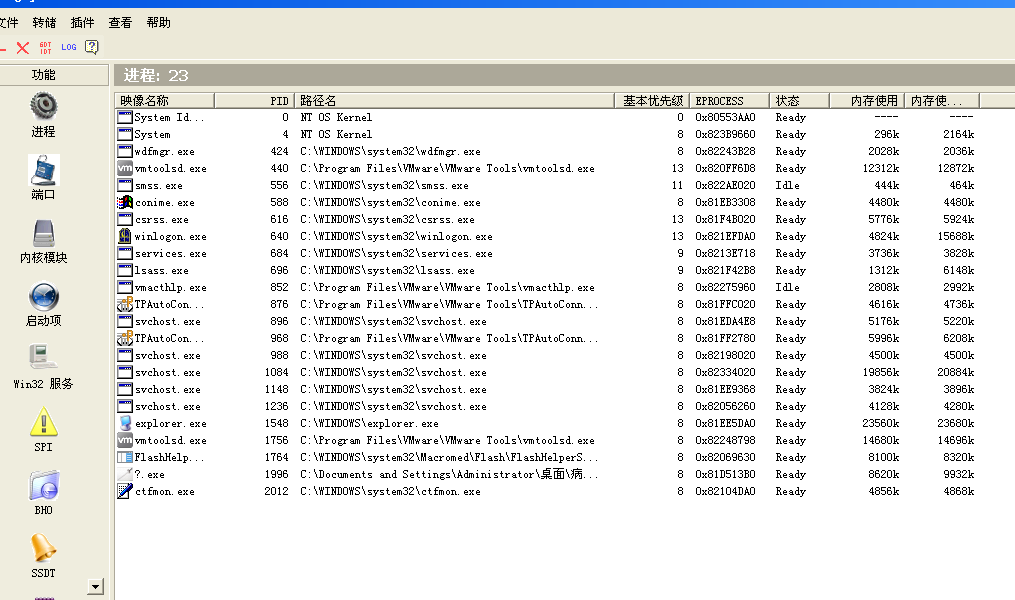 文件 转储 插件 查看 帮助
GDT IDT LOG ?
功能
进程: 23
映像名称 PID 路径名 基本优先级 EPROCESS 状态 内存使用 内存使...
System Id... 0 NT OS Kernel 0 0x80553AA0 Ready ---- ----
System 4 NT OS Kernel 8 0x823B9660 Ready 296k 2164k
wdfmgr.exe 424 C:\WINDOWS\system32\wdfmgr.exe 8 0x82243B28 Ready 2028k 2036k
vmtoolsd.exe 440 C:\Program Files\VMware\VMware Tools\vmtoolsd.exe 13 0x820FF6D8 Ready 12312k 12872k
smss.exe 556 C:\WINDOWS\system32\smss.exe 11 0x822AE020 Idle 444k 464k
conime.exe 588 C:\WINDOWS\system32\conime.exe 8 0x81EB3308 Ready 4480k 4480k
csrss.exe 616 C:\WINDOWS\system32\csrss.exe 13 0x81F4B020 Ready 5776k 5924k
winlogon.exe 640 C:\WINDOWS\system32\winlogon.exe 13 0x821EFDA0 Ready 4824k 15688k
services.exe 684 C:\WINDOWS\system32\services.exe 9 0x8213E718 Ready 3736k 3828k
lsass.exe 696 C:\WINDOWS\system32\lsass.exe 9 0x821F42B8 Ready 1312k 6148k
vmacthlp.exe 852 C:\Program Files\VMware\VMware Tools\vmacthlp.exe 8 0x82275960 Idle 2808k 2992k
TPAutoCon... 876 C:\Program Files\VMware\VMware Tools\TPAutoConn... 8 0x81FFC020 Ready 4616k 4736k
svchost.exe 896 C:\WINDOWS\system32\svchost.exe 8 0x81EDA4E8 Ready 5176k 5220k
TPAutoCon... 968 C:\Program Files\VMware\VMware Tools\TPAutoConn... 8 0x81FF2780 Ready 5996k 6208k
svchost.exe 988 C:\WINDOWS\system32\svchost.exe 8 0x82198020 Ready 4500k 4500k
svchost.exe 1084 C:\WINDOWS\system32\svchost.exe 8 0x82334020 Ready 19856k 20884k
svchost.exe 1148 C:\WINDOWS\system32\svchost.exe 8 0x81EE9368 Ready 3824k 3896k
svchost.exe 1236 C:\WINDOWS\system32\svchost.exe 8 0x82056260 Ready 4128k 4280k
explorer.exe 1548 C:\WINDOWS\explorer.exe 8 0x81EE5DA0 Ready 23560k 23680k
vmtoolsd.exe 1756 C:\Program Files\VMware\VMware Tools\vmtoolsd.exe 8 0x82248798 Ready 14680k 14696k
FlashHelp... 1764 C:\WINDOWS\system32\Macromed\Flash\FlashHelperS... 8 0x82069630 Ready 8100k 8320k
?.exe 1996 C:\Documents and Settings\Administrator\桌面\病... 8 0x81D513B0 Ready 8620k 9932k
ctfmon.exe 2012 C:\WINDOWS\system32\ctfmon.exe 8 0x82104DA0 Ready 4856k 4868k
进程
端口
内核模块
启动项
Win32 服务
SPI
BHO
SSDT